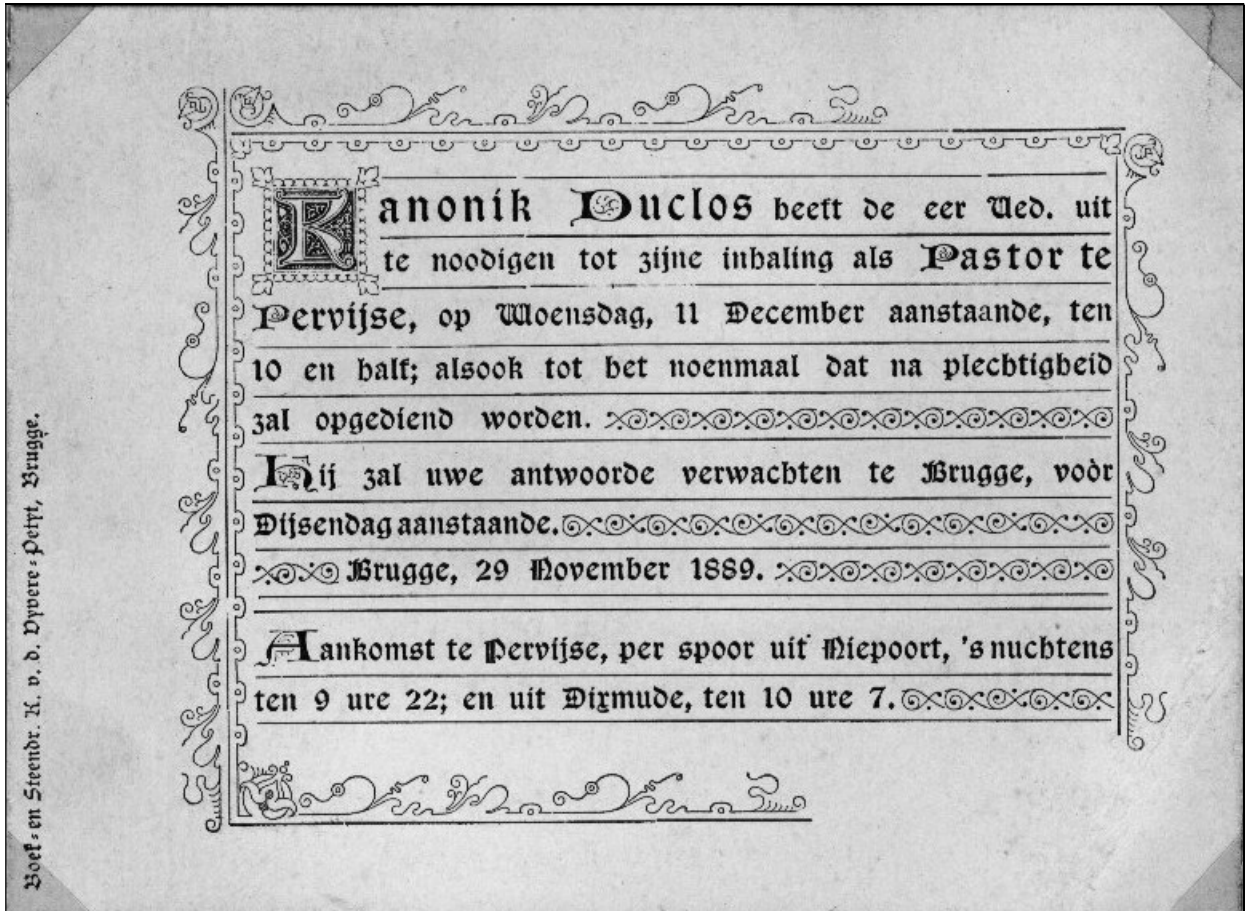 Kanonik Duclos heeft de eer Ued. uit
te noodigen tot zijne inhaling als Pastor te
Pervijse, op Woensdag, 11 December aanstaande, ten
10 en half; alsook tot het noenmaal dat na plechtigheid
zal opgediend worden.
Hij zal uwe antwoorde verwachten te Brugge, voòr
Dijsendag aanstaande.
Brugge, 29 November 1889.
Aankomst te Pervijse, per spoor uit Niepoort, 's nuchtens
ten 9 ure 22; en uit Dixmude, ten 10 ure 7.
Boek- en Steendr. K. v. d. Vyvere-Petyt, Brugge.